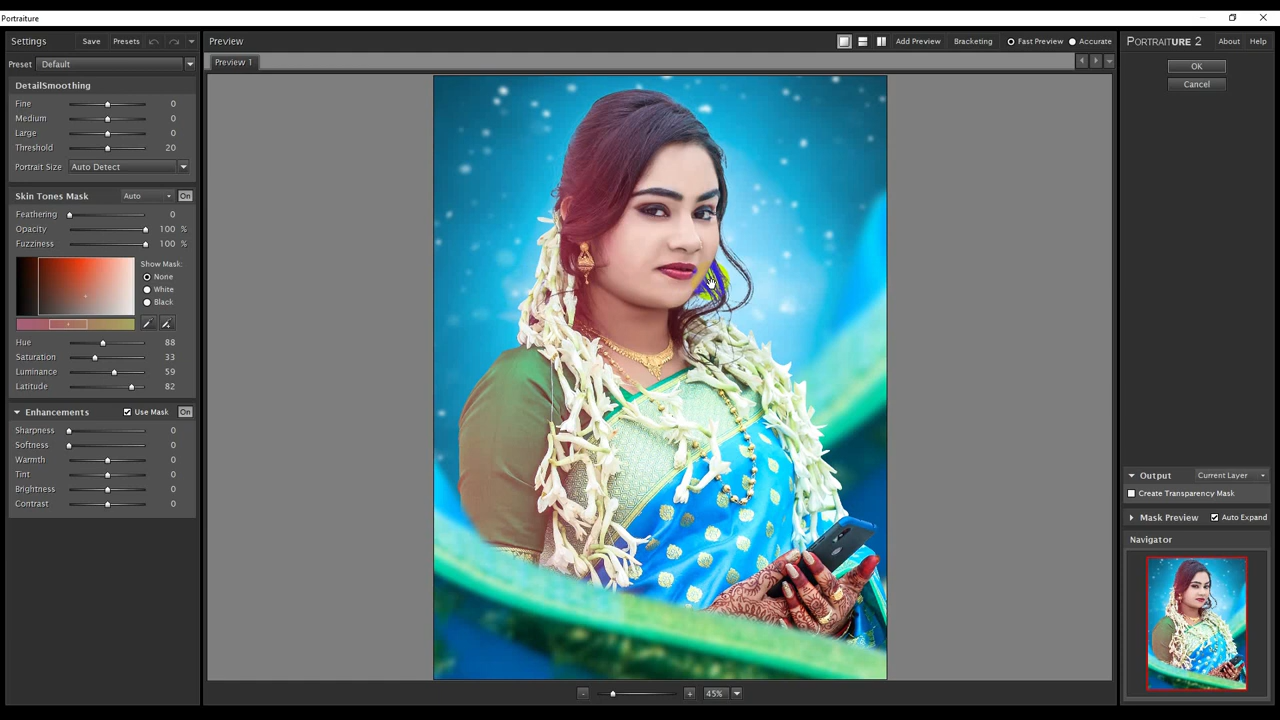 Portraiture
Settings Save Presets
Preset Default
DetailSmoothing
Fine 0
Medium 0
Large 0
Threshold 20
Portrait Size Auto Detect
Skin Tones Mask Auto On
Feathering 0
Opacity 100 %
Fuzziness 100 %
Show Mask:
None
White
Black
Hue 88
Saturation 33
Luminance 59
Latitude 82
Enhancements Use Mask On
Sharpness 0
Softness 0
Warmth 0
Tint 0
Brightness 0
Contrast 0
Preview Add Preview Bracketing Fast Preview Accurate
Preview 1
- + 45%
PORTRAITURE 2 About Help
OK
Cancel
Output Current Layer
Create Transparency Mask
Mask Preview Auto Expand
Navigator